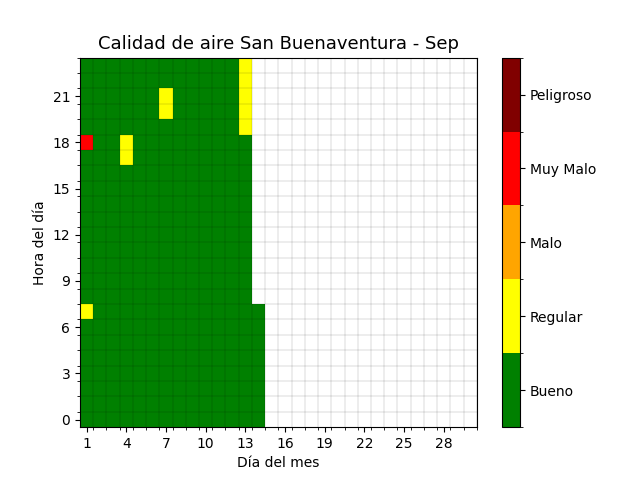 Calidad de aire San Buenaventura - Sep
Hora del día
21
18
15
12
9
6
3
0
1 4 7 10 13 16 19 22 25 28
Día del mes
Peligroso
Muy Malo
Malo
Regular
Bueno